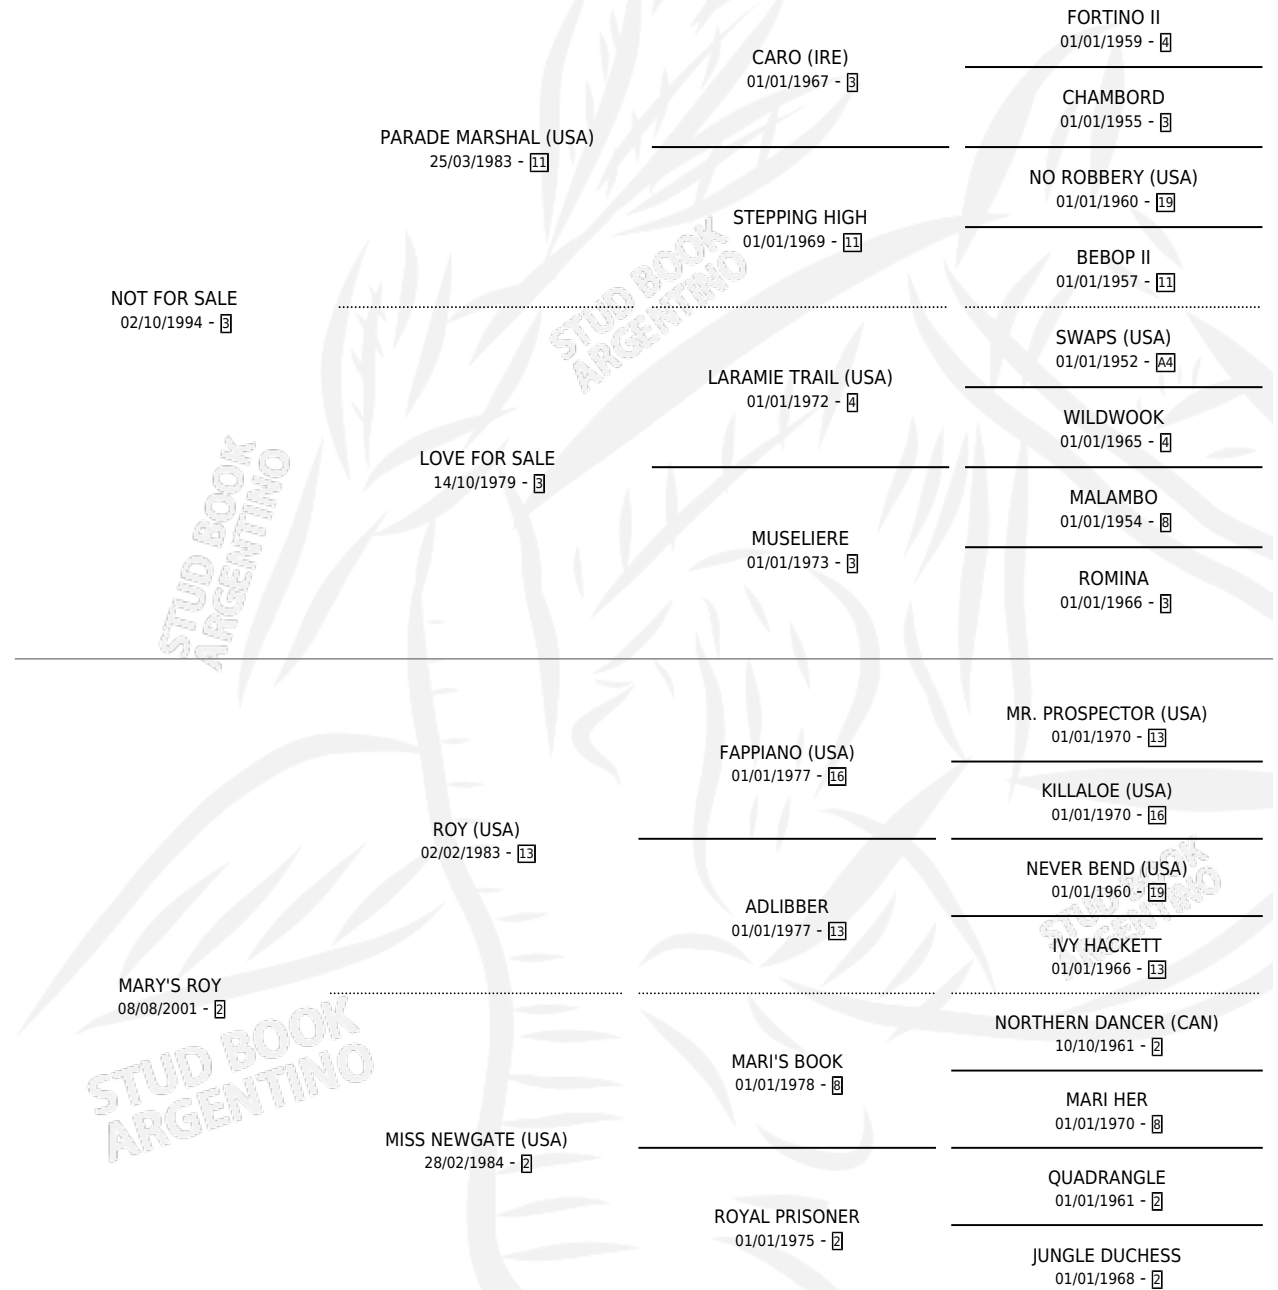 FORTINO II
01/01/1959 - 4
CARO (IRE)
01/01/1967 - 3
CHAMBORD
01/01/1955 - 3
PARADE MARSHAL (USA)
25/03/1983 - 11
NO ROBBERY (USA)
01/01/1960 - 19
STEPPING HIGH
01/01/1969 - 11
BEBOP II
01/01/1957 - 11
NOT FOR SALE
02/10/1994 - 3
STUD BOOK
ARGENTINO
SWAPS (USA)
01/01/1952 - A4
LARAMIE TRAIL (USA)
01/01/1972 - 4
WILDWOOK
01/01/1965 - 4
LOVE FOR SALE
14/10/1979 - 3
MALAMBO
01/01/1954 - 8
MUSELIERE
01/01/1973 - 3
ROMINA
01/01/1966 - 3
STUD BOOK
ARGENTINO
MR. PROSPECTOR (USA)
01/01/1970 - 13
FAPPIANO (USA)
01/01/1977 - 16
KILLALOE (USA)
01/01/1970 - 16
ROY (USA)
02/02/1983 - 13
NEVER BEND (USA)
01/01/1960 - 19
ADLIBBER
01/01/1977 - 13
STUD BOOK
ARGENTINO
IVY HACKETT
01/01/1966 - 13
MARY'S ROY
08/08/2001 - 2
STUD BOOK
ARGENTINO
NORTHERN DANCER (CAN)
10/10/1961 - 2
MARI'S BOOK
01/01/1978 - 8
MARI HER
01/01/1970 - 8
MISS NEWGATE (USA)
28/02/1984 - 2
QUADRANGLE
01/01/1961 - 2
ROYAL PRISONER
01/01/1975 - 2
JUNGLE DUCHESS
01/01/1968 - 2